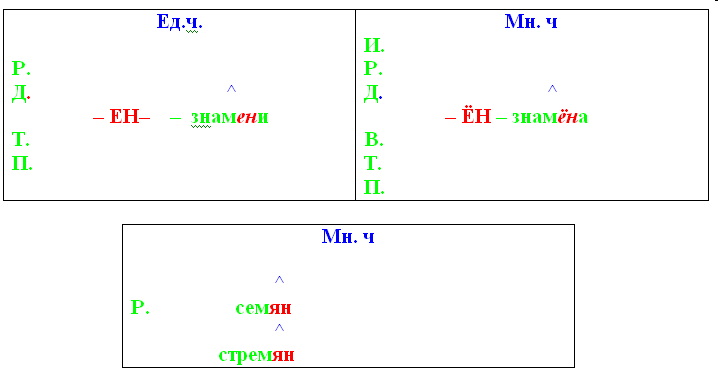 Ед.ч.
Р.
Д.
^
– ЕН– – знамени
Т.
П.
Мн. ч
И.
Р.
Д.
^
– ЁН – знамёна
В.
Т.
П.
Мн. ч
^
Р. семян
^
стремян